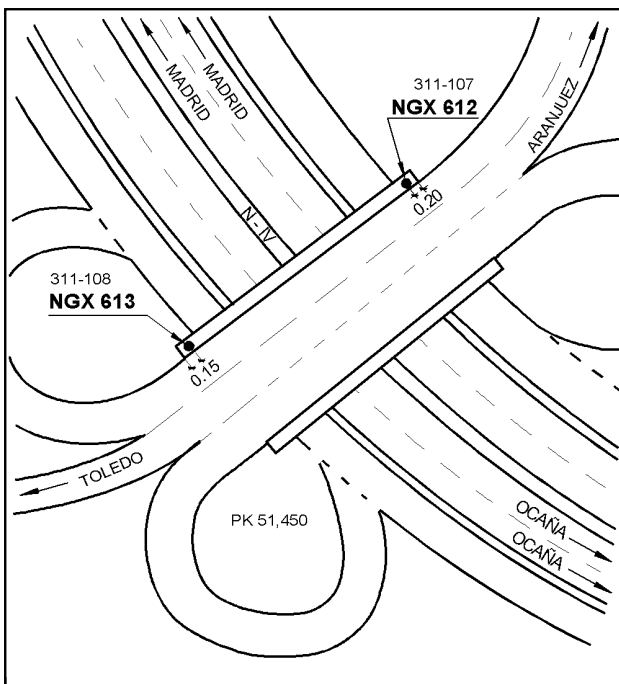 MADRID
MADRID
311-107
NGX 612
ARANJUEZ
0.20
N-IV
311-108
NGX 613
0.15
TOLEDO
PK 51,450
OCAÑA
OCAÑA